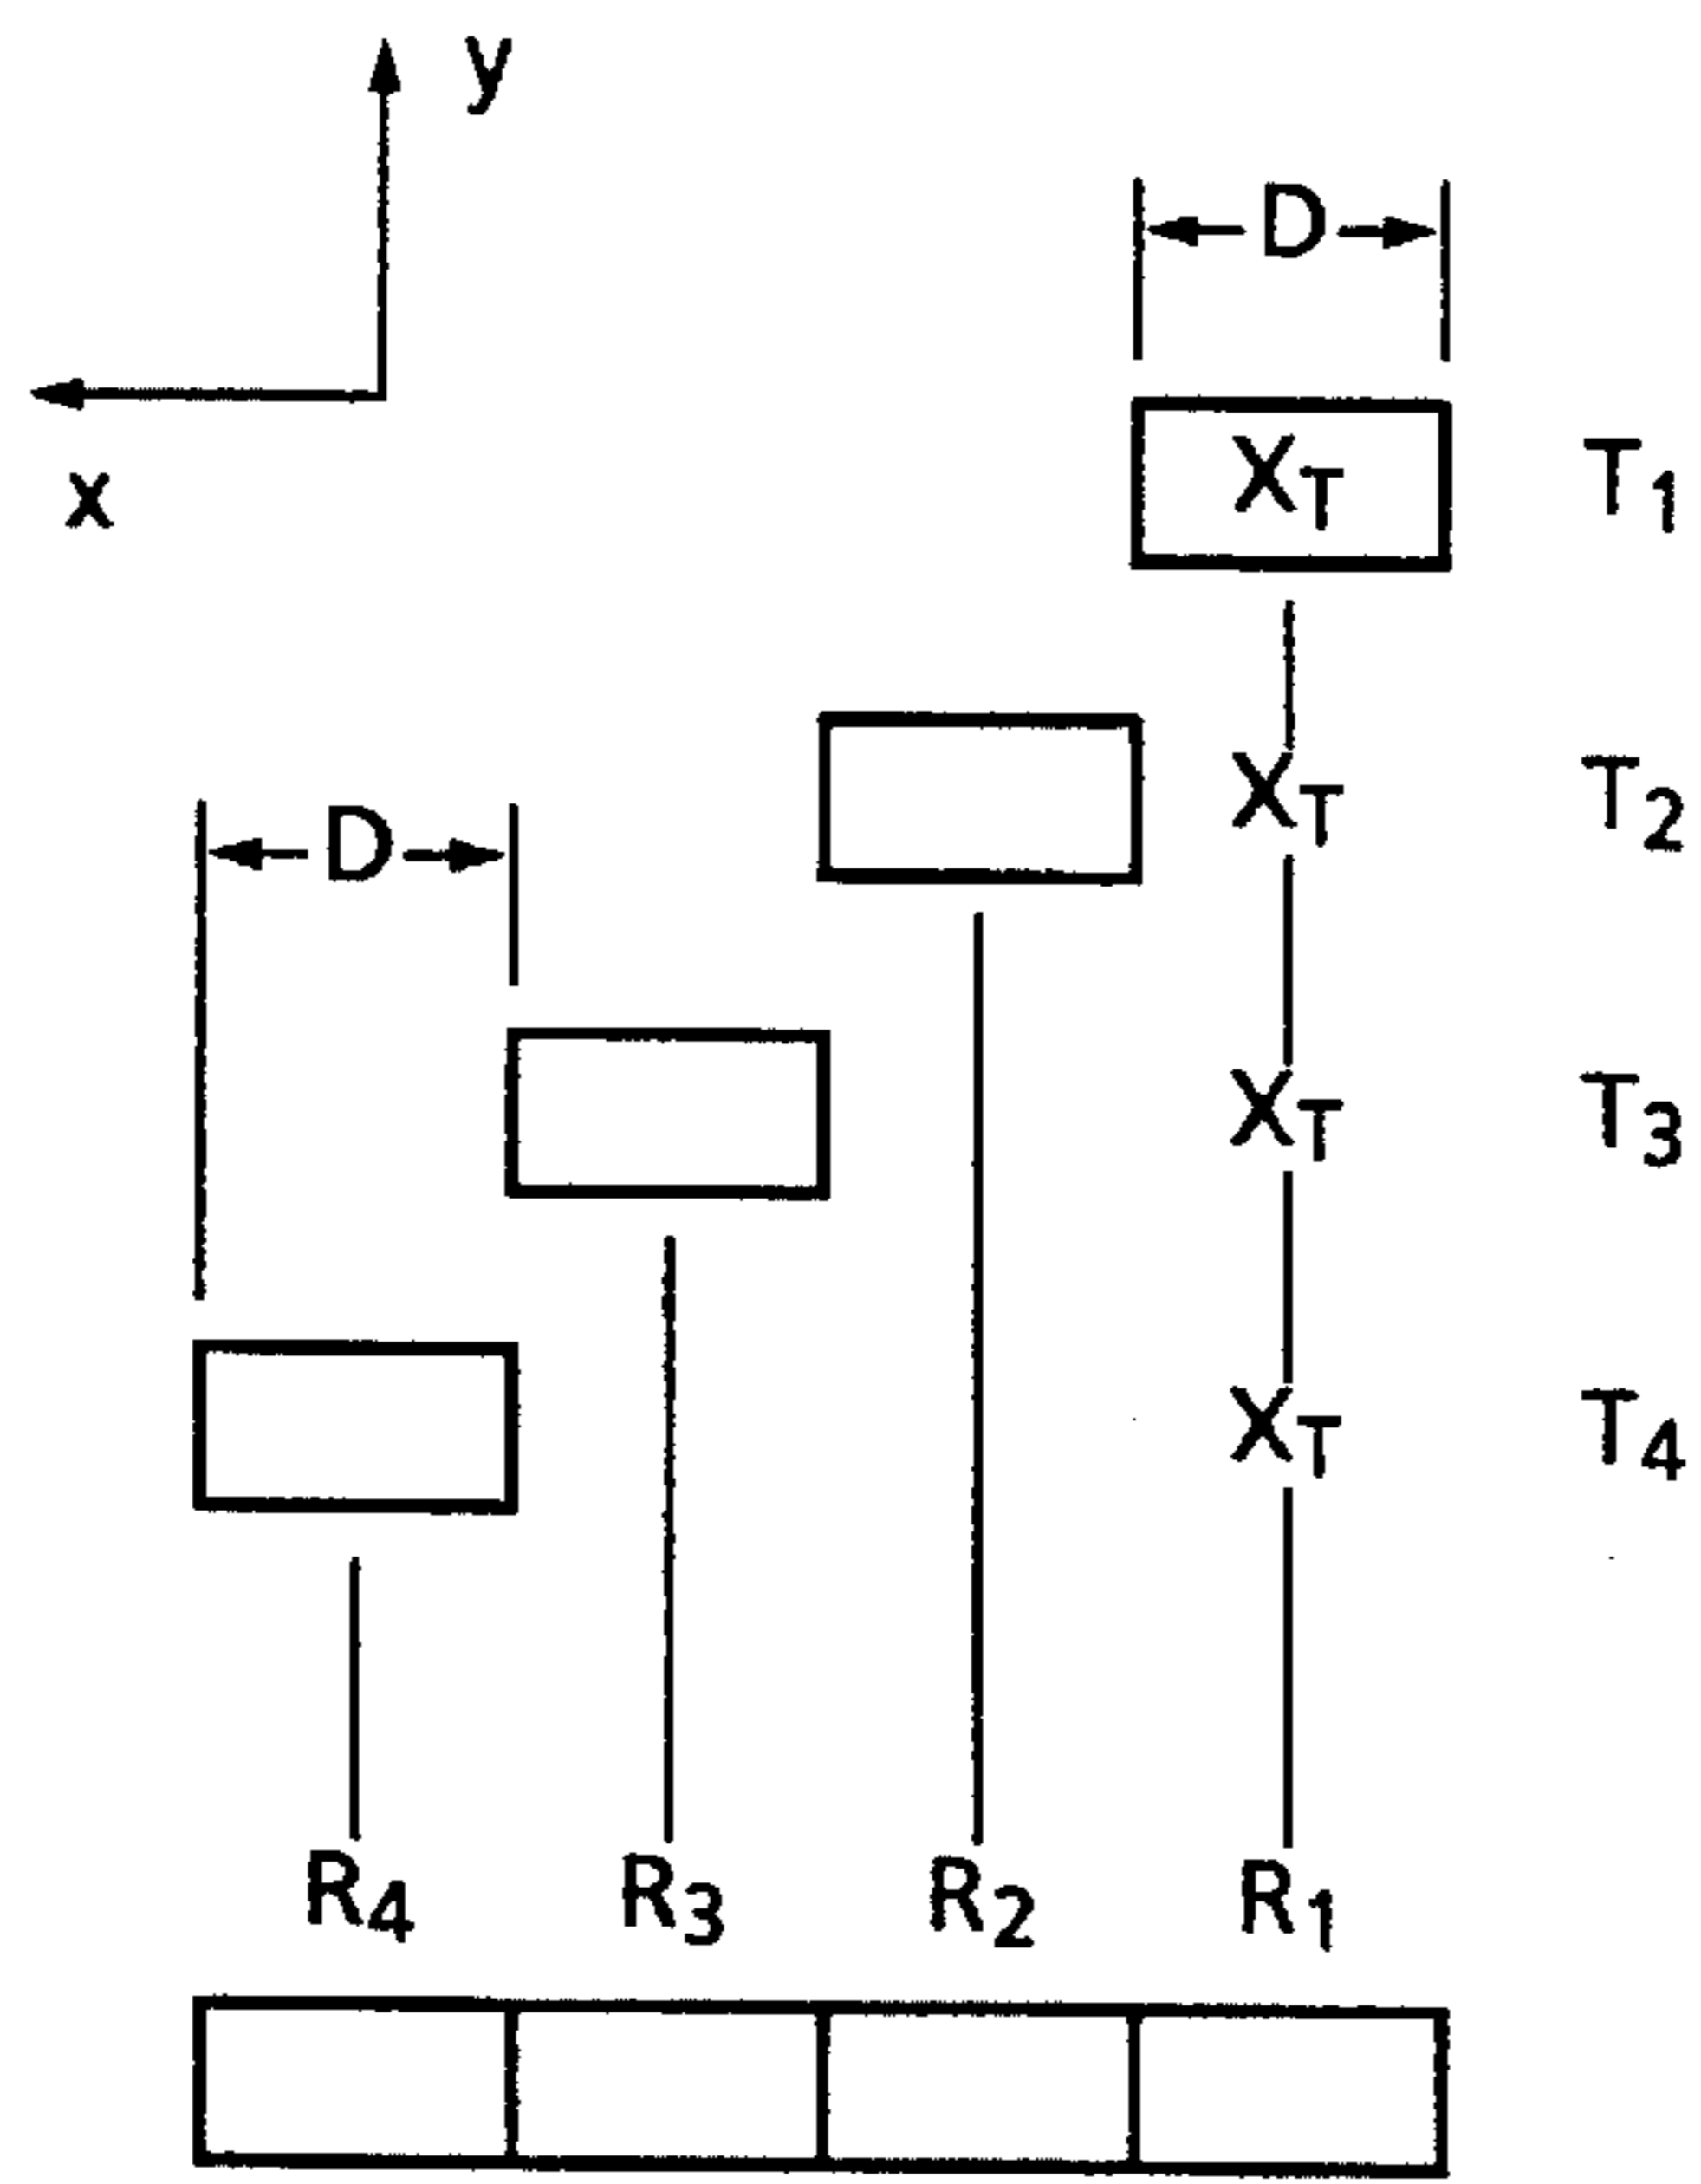 y
D
x
X_T T_1
X_T T_2
D
X_T T_3
X_T T_4
R_4 R_3 R_2 R_1